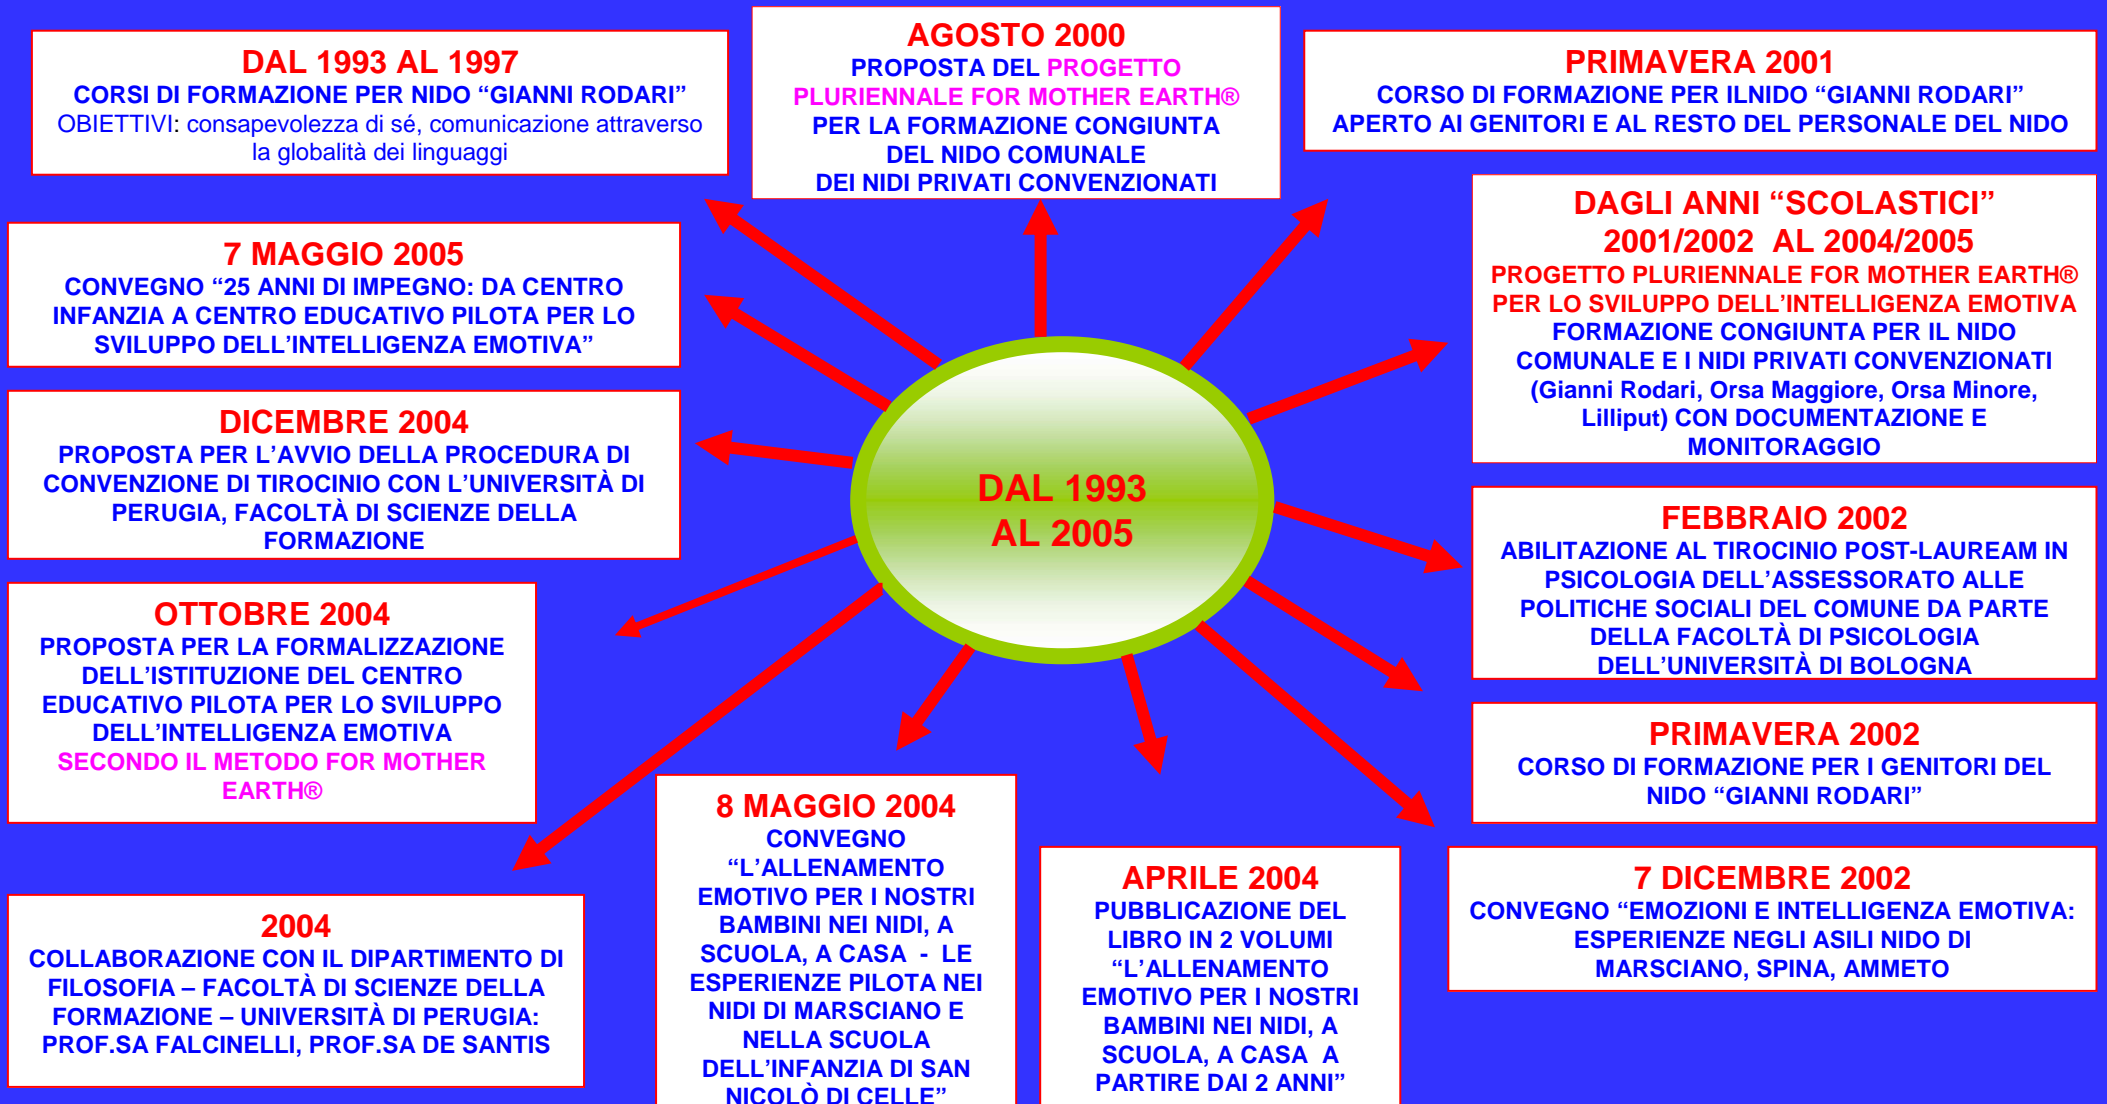 DAL 1993 AL 1997
CORSI DI FORMAZIONE PER NIDO “GIANNI RODARI”
OBIETTIVI: consapevolezza di sé, comunicazione attraverso
la globalità dei linguaggi
AGOSTO 2000
PROPOSTA DEL PROGETTO
PLURIENNALE FOR MOTHER EARTH®
PER LA FORMAZIONE CONGIUNTA
DEL NIDO COMUNALE
DEI NIDI PRIVATI CONVENZIONATI
PRIMAVERA 2001
CORSO DI FORMAZIONE PER ILNIDO “GIANNI RODARI”
APERTO AI GENITORI E AL RESTO DEL PERSONALE DEL NIDO
DAGLI ANNI “SCOLASTICI”
2001/2002 AL 2004/2005
PROGETTO PLURIENNALE FOR MOTHER EARTH®
PER LO SVILUPPO DELL’INTELLIGENZA EMOTIVA
FORMAZIONE CONGIUNTA PER IL NIDO
COMUNALE E I NIDI PRIVATI CONVENZIONATI
(Gianni Rodari, Orsa Maggiore, Orsa Minore,
Lilliput) CON DOCUMENTAZIONE E
MONITORAGGIO
FEBBRAIO 2002
ABILITAZIONE AL TIROCINIO POST-LAUREAM IN
PSICOLOGIA DELL’ASSESSORATO ALLE
POLITICHE SOCIALI DEL COMUNE DA PARTE
DELLA FACOLTÀ DI PSICOLOGIA
DELL’UNIVERSITÀ DI BOLOGNA
PRIMAVERA 2002
CORSO DI FORMAZIONE PER I GENITORI DEL
NIDO “GIANNI RODARI”
7 DICEMBRE 2002
CONVEGNO “EMOZIONI E INTELLIGENZA EMOTIVA:
ESPERIENZE NEGLI ASILI NIDO DI
MARSCIANO, SPINA, AMMETO
APRILE 2004
PUBBLICAZIONE DEL
LIBRO IN 2 VOLUMI
“L’ALLENAMENTO
EMOTIVO PER I NOSTRI
BAMBINI NEI NIDI, A
SCUOLA, A CASA A
PARTIRE DAI 2 ANNI”
8 MAGGIO 2004
CONVEGNO
“L’ALLENAMENTO
EMOTIVO PER I NOSTRI
BAMBINI NEI NIDI, A
SCUOLA, A CASA - LE
ESPERIENZE PILOTA NEI
NIDI DI MARSCIANO E
NELLA SCUOLA
DELL’INFANZIA DI SAN
NICOLÒ DI CELLE”
2004
COLLABORAZIONE CON IL DIPARTIMENTO DI
FILOSOFIA – FACOLTÀ DI SCIENZE DELLA
FORMAZIONE – UNIVERSITÀ DI PERUGIA:
PROF.SA FALCINELLI, PROF.SA DE SANTIS
OTTOBRE 2004
PROPOSTA PER LA FORMALIZZAZIONE
DELL’ISTITUZIONE DEL CENTRO
EDUCATIVO PILOTA PER LO SVILUPPO
DELL’INTELLIGENZA EMOTIVA
SECONDO IL METODO FOR MOTHER
EARTH®
DICEMBRE 2004
PROPOSTA PER L’AVVIO DELLA PROCEDURA DI
CONVENZIONE DI TIROCINIO CON L’UNIVERSITÀ DI
PERUGIA, FACOLTÀ DI SCIENZE DELLA
FORMAZIONE
7 MAGGIO 2005
CONVEGNO “25 ANNI DI IMPEGNO: DA CENTRO
INFANZIA A CENTRO EDUCATIVO PILOTA PER LO
SVILUPPO DELL’INTELLIGENZA EMOTIVA”
DAL 1993
AL 2005